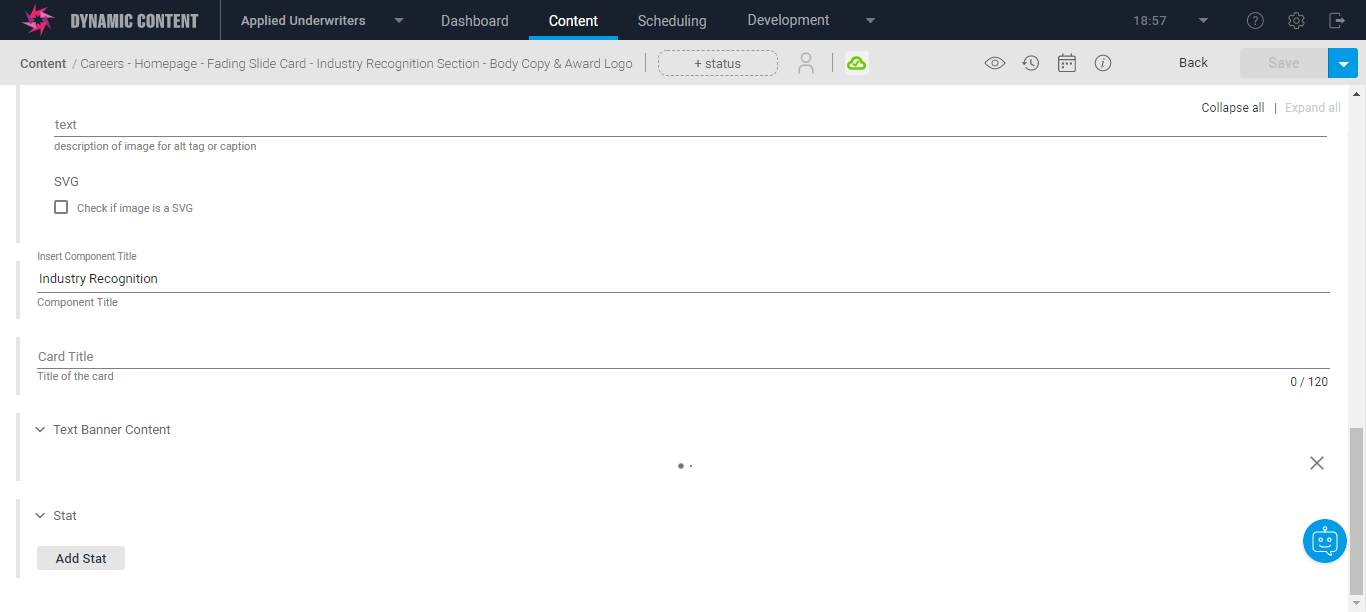 DYNAMIC CONTENT
Applied Underwriters
Dashboard
Content
Scheduling
Development
18:57
Content / Careers - Homepage - Fading Slide Card - Industry Recognition Section - Body Copy & Award Logo
+ status
Back
Save
Collapse all | Expand all
text
description of image for alt tag or caption
SVG
Check if image is a SVG
Insert Component Title
Industry Recognition
Component Title
Card Title
Title of the card
0 / 120
Text Banner Content
Stat
Add Stat